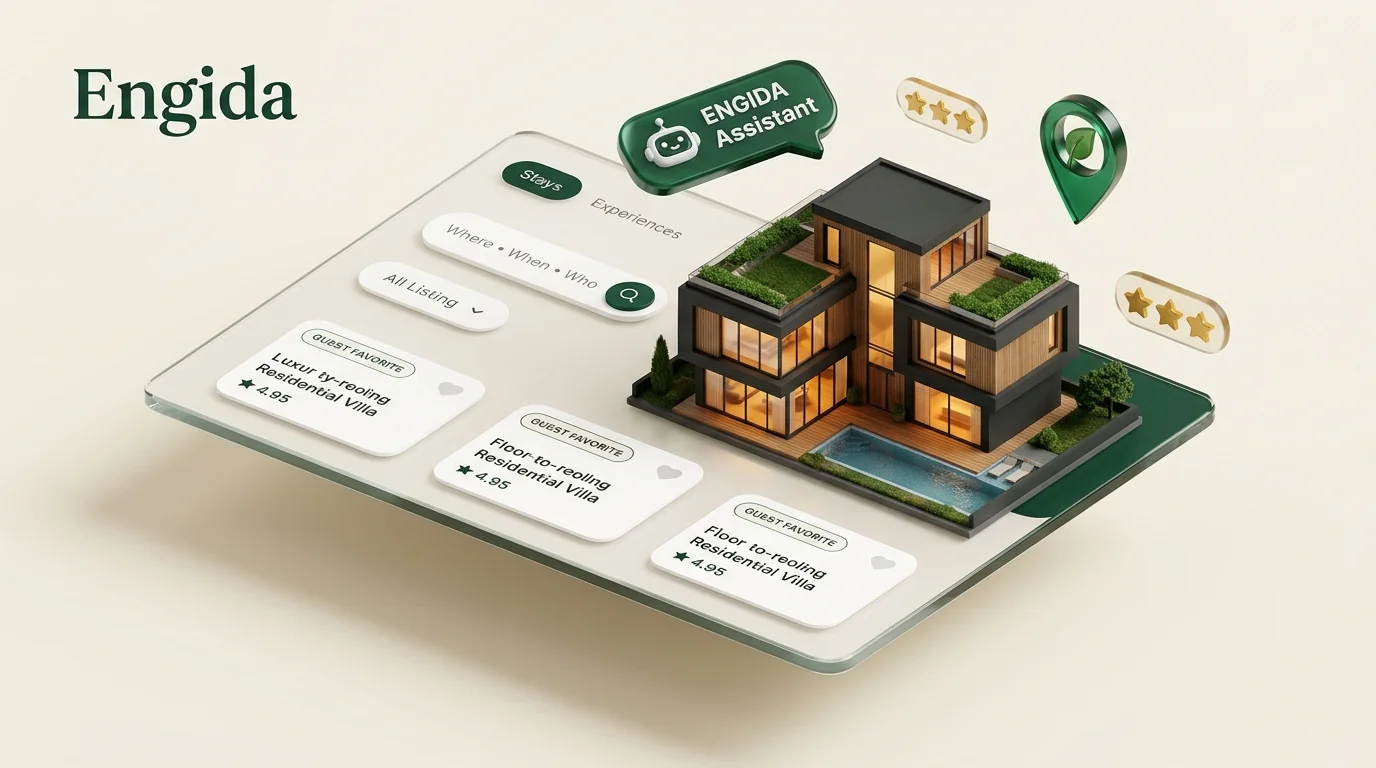 Engida
ENGIDA
Assistant
Stays
Experiences
Where • When • Who
All Listing
GUEST FAVORITE
Luxur ty-reoling
Residential Villa
4.95
GUEST FAVORITE
Floor-to-reoling
Residential Villa
4.95
GUEST FAVORITE
Floor to-reoling
Residential Villa
4.95